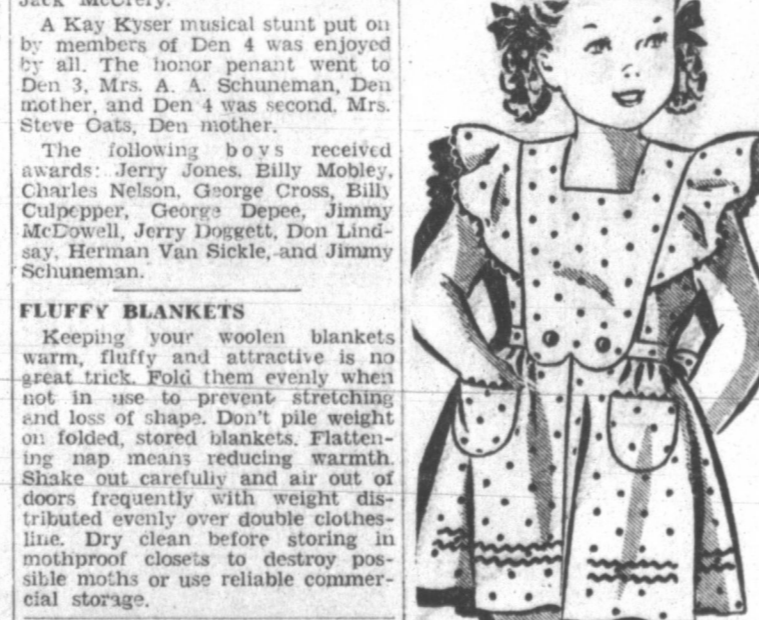 Jack McCrery.
A Kay Kyser musical stunt put on
by members of Den 4 was enjoyed
by all. The honor penant went to
Den 3, Mrs. A. A. Schuneman, Den
mother, and Den 4 was second, Mrs.
Steve Oats, Den mother.
The following boys received
awards: Jerry Jones, Billy Mobley,
Charles Nelson, George Cross, Billy
Culpepper, George Depee, Jimmy
McDowell, Jerry Doggett, Don Lind-
say, Herman Van Sickle, and Jimmy
Schuneman.
FLUFFY BLANKETS
Keeping your woolen blankets
warm, fluffy and attractive is no
great trick. Fold them evenly when
not in use to prevent stretching
and loss of shape. Don't pile weight
on folded, stored blankets. Flatten-
ing nap means reducing warmth.
Shake out carefully and air out of
doors frequently with weight dis-
tributed evenly over double clothes-
line. Dry clean before storing in
mothproof closets to destroy pos-
sible moths or use reliable commer-
cial storage.